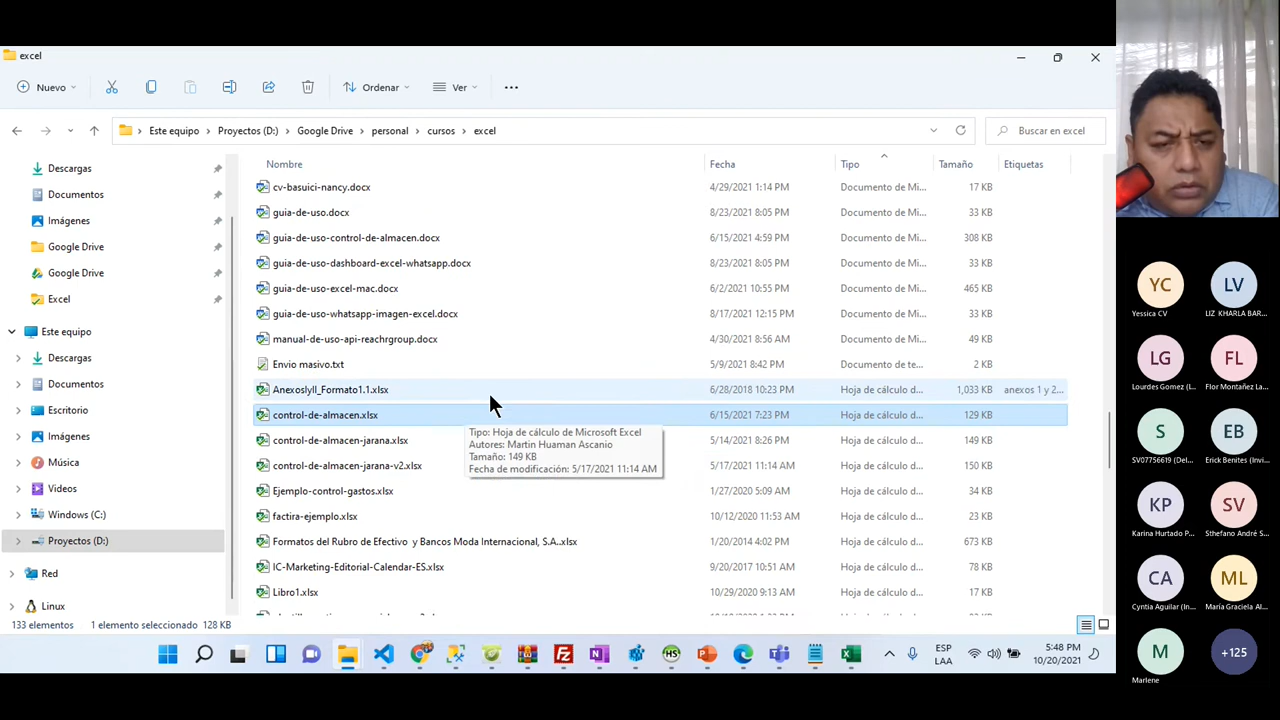 excel
Nuevo
Ordenar
Ver
Este equipo
Proyectos (D:)
Google Drive
personal
cursos
excel
Buscar en excel
Descargas
Documentos
Imágenes
Google Drive
Google Drive
Excel
Este equipo
Descargas
Documentos
Escritorio
Imágenes
Música
Videos
Windows (C:)
Proyectos (D:)
Red
Linux
Nombre Fecha Tipo Tamaño Etiquetas
cv-basuici-nancy.docx 4/29/2021 1:14 PM Documento de Mi... 17 KB
guia-de-uso.docx 8/23/2021 8:05 PM Documento de Mi... 33 KB
guia-de-uso-control-de-almacen.docx 6/15/2021 4:59 PM Documento de Mi... 308 KB
guia-de-uso-dashboard-excel-whatsapp.docx 8/23/2021 8:05 PM Documento de Mi... 33 KB
guia-de-uso-excel-mac.docx 6/2/2021 10:55 PM Documento de Mi... 465 KB
guia-de-uso-whatsapp-imagen-excel.docx 8/17/2021 12:15 PM Documento de Mi... 33 KB
manual-de-uso-api-reachrgroup.docx 4/30/2021 8:56 AM Documento de Mi... 49 KB
Envio masivo.txt 5/9/2021 8:42 PM Documento de te... 2 KB
AnexosIyII_Formato1.1.xlsx 6/28/2018 10:23 PM Hoja de cálculo d... 1,033 KB anexos 1 y 2...
control-de-almacen.xlsx 6/15/2021 7:23 PM Hoja de cálculo d... 129 KB
control-de-almacen-jarana.xlsx 5/14/2021 8:26 PM Hoja de cálculo d... 149 KB
control-de-almacen-jarana-v2.xlsx 5/17/2021 11:14 AM Hoja de cálculo d... 150 KB
Ejemplo-control-gastos.xlsx 1/27/2020 5:09 AM Hoja de cálculo d... 34 KB
factira-ejemplo.xlsx 10/12/2020 11:53 AM Hoja de cálculo d... 23 KB
Formatos del Rubro de Efectivo y Bancos Moda Internacional, S.A..xlsx 1/20/2014 4:02 PM Hoja de cálculo d... 673 KB
IC-Marketing-Editorial-Calendar-ES.xlsx 9/20/2017 10:51 AM Hoja de cálculo d... 78 KB
Libro1.xlsx 10/29/2020 9:13 AM Hoja de cálculo d... 17 KB
Tipo: Hoja de cálculo de Microsoft Excel
Autores: Martin Huaman Ascanio
Tamaño: 149 KB
Fecha de modificación: 5/17/2021 11:14 AM
133 elementos 1 elemento seleccionado 128 KB
ESP
LAA
5:48 PM
10/20/2021
YC
Yessica CV
LV
LIZ KHARLA BAR...
LG
Lourdes Gomez (I...
FL
Flor Montañez La...
S
SV07756619 (Del...
EB
Erick Benites (Invi...
KP
Karina Hurtado P...
SV
Sthefano André S...
CA
Cyntia Aguilar (In...
ML
María Graciela Al...
M
Marlene
+125